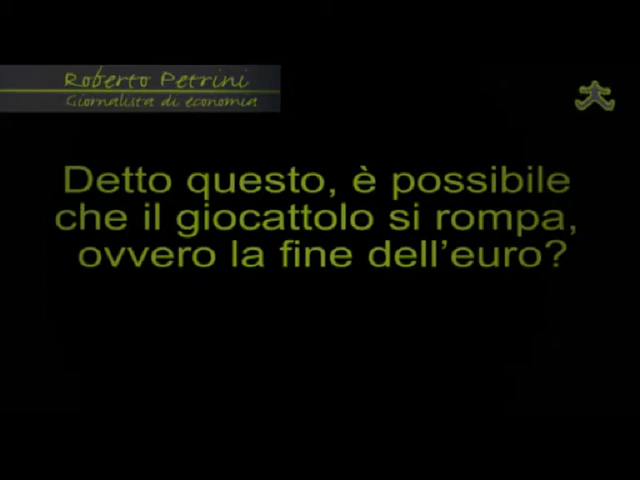 Roberto Petrini
Giornalista di economia
Detto questo, è possibile
che il giocattolo si rompa,
ovvero la fine dell'euro?